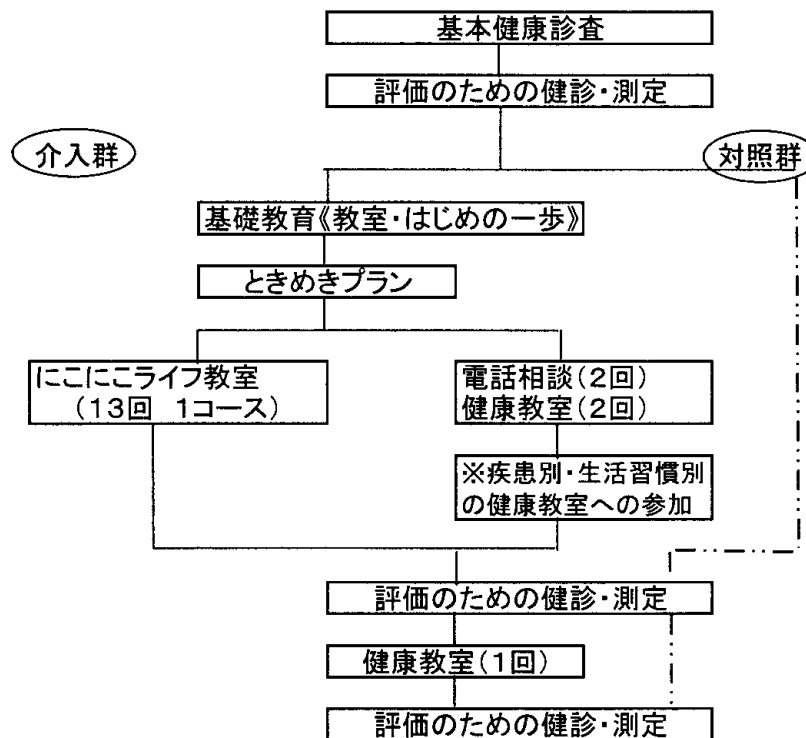 基本健康診査
評価のための健診・測定
介入群
対照群
基礎教育《教室・はじめの一歩》
ときめきプラン
にこにこライフ教室
(13回 1コース)
電話相談(2回)
健康教室(2回)
※疾患別・生活習慣別
の健康教室への参加
評価のための健診・測定
健康教室(1回)
評価のための健診・測定